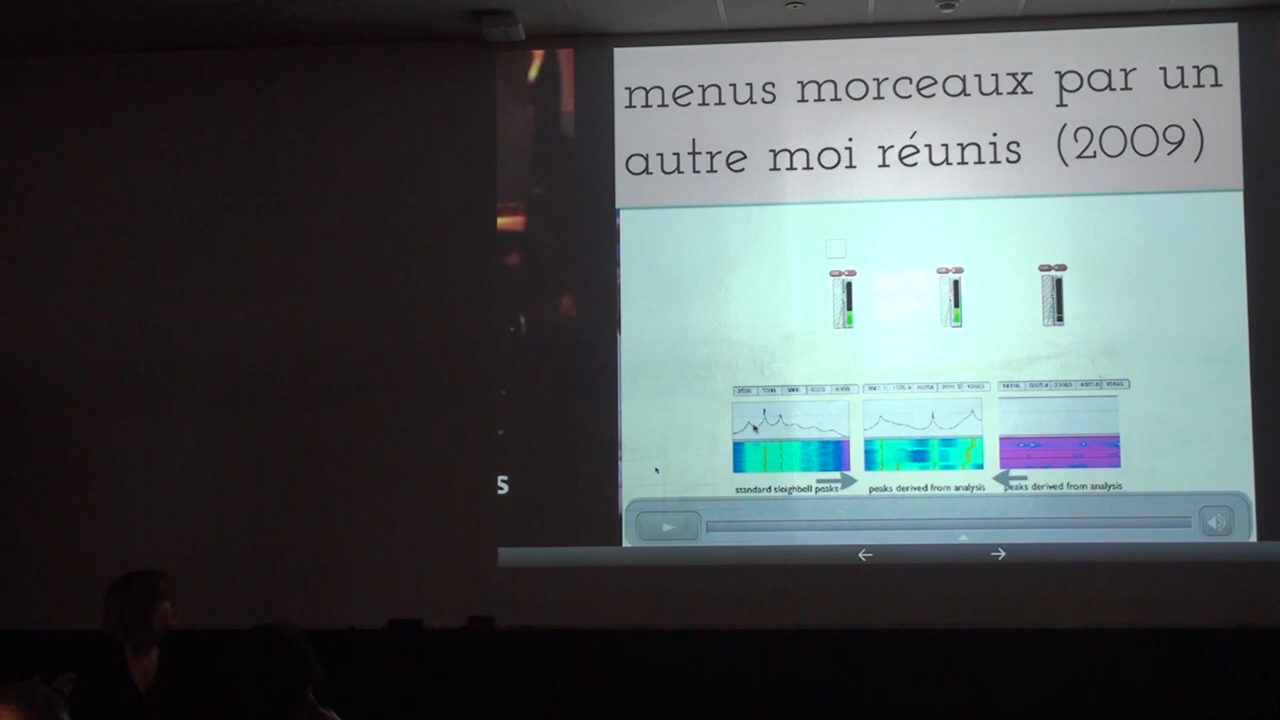 menus morceaux par un
autre moi réunis (2009)
standard sleighbell peaks
peaks derived from analysis
peaks derived from analysis
s